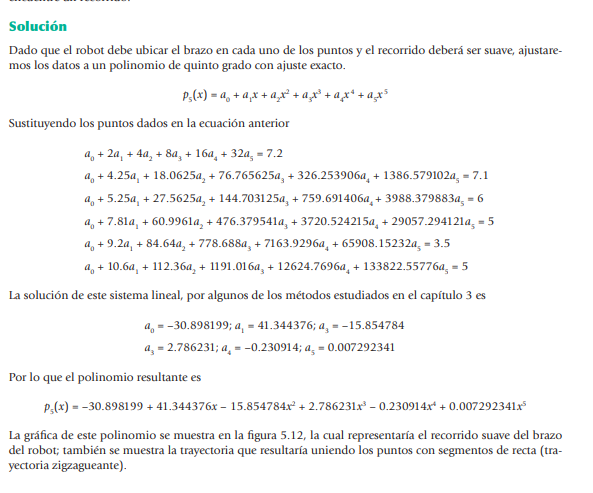 Solución
Dado que el robot debe ubicar el brazo en cada uno de los puntos y el recorrido deberá ser suave, ajustare-
mos los datos a un polinomio de quinto grado con ajuste exacto.
p₅(x) = a₀ + a₁x + a₂x² + a₃x³ + a₄x⁴ + a₅x⁵
Sustituyendo los puntos dados en la ecuación anterior
a₀ + 2a₁ + 4a₂ + 8a₃ + 16a₄ + 32a₅ = 7.2
a₀ + 4.25a₁ + 18.0625a₂ + 76.765625a₃ + 326.253906a₄ + 1386.579102a₅ = 7.1
a₀ + 5.25a₁ + 27.5625a₂ + 144.703125a₃ + 759.691406a₄ + 3988.379883a₅ = 6
a₀ + 7.81a₁ + 60.9961a₂ + 476.379541a₃ + 3720.524215a₄ + 29057.294121a₅ = 5
a₀ + 9.2a₁ + 84.64a₂ + 778.688a₃ + 7163.9296a₄ + 65908.15232a₅ = 3.5
a₀ + 10.6a₁ + 112.36a₂ + 1191.016a₃ + 12624.7696a₄ + 133822.55776a₅ = 5
La solución de este sistema lineal, por algunos de los métodos estudiados en el capítulo 3 es
a₀ = −30.898199; a₁ = 41.344376; a₃ = −15.854784
a₃ = 2.786231; a₄ = −0.230914; a₅ = 0.007292341
Por lo que el polinomio resultante es
p₅(x) = −30.898199 + 41.344376x − 15.854784x² + 2.786231x³ − 0.230914x⁴ + 0.007292341x⁵
La gráfica de este polinomio se muestra en la figura 5.12, la cual representaría el recorrido suave del brazo
del robot; también se muestra la trayectoria que resultaría uniendo los puntos con segmentos de recta (tra-
yectoria zigzagueante).